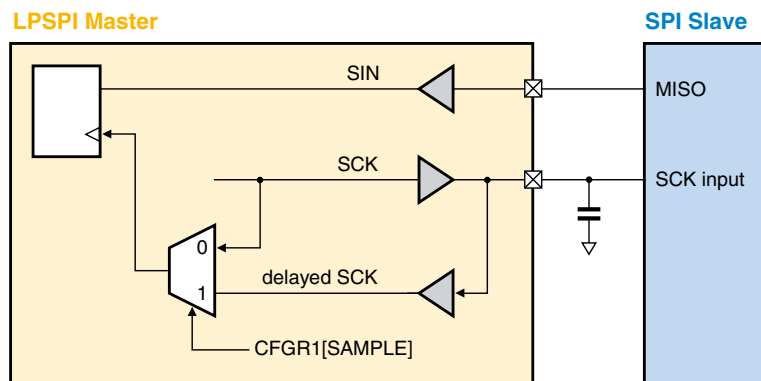 LPSPI Master
SPI Slave
SIN
MISO
SCK
SCK input
0
delayed SCK
1
CFGR1[SAMPLE]